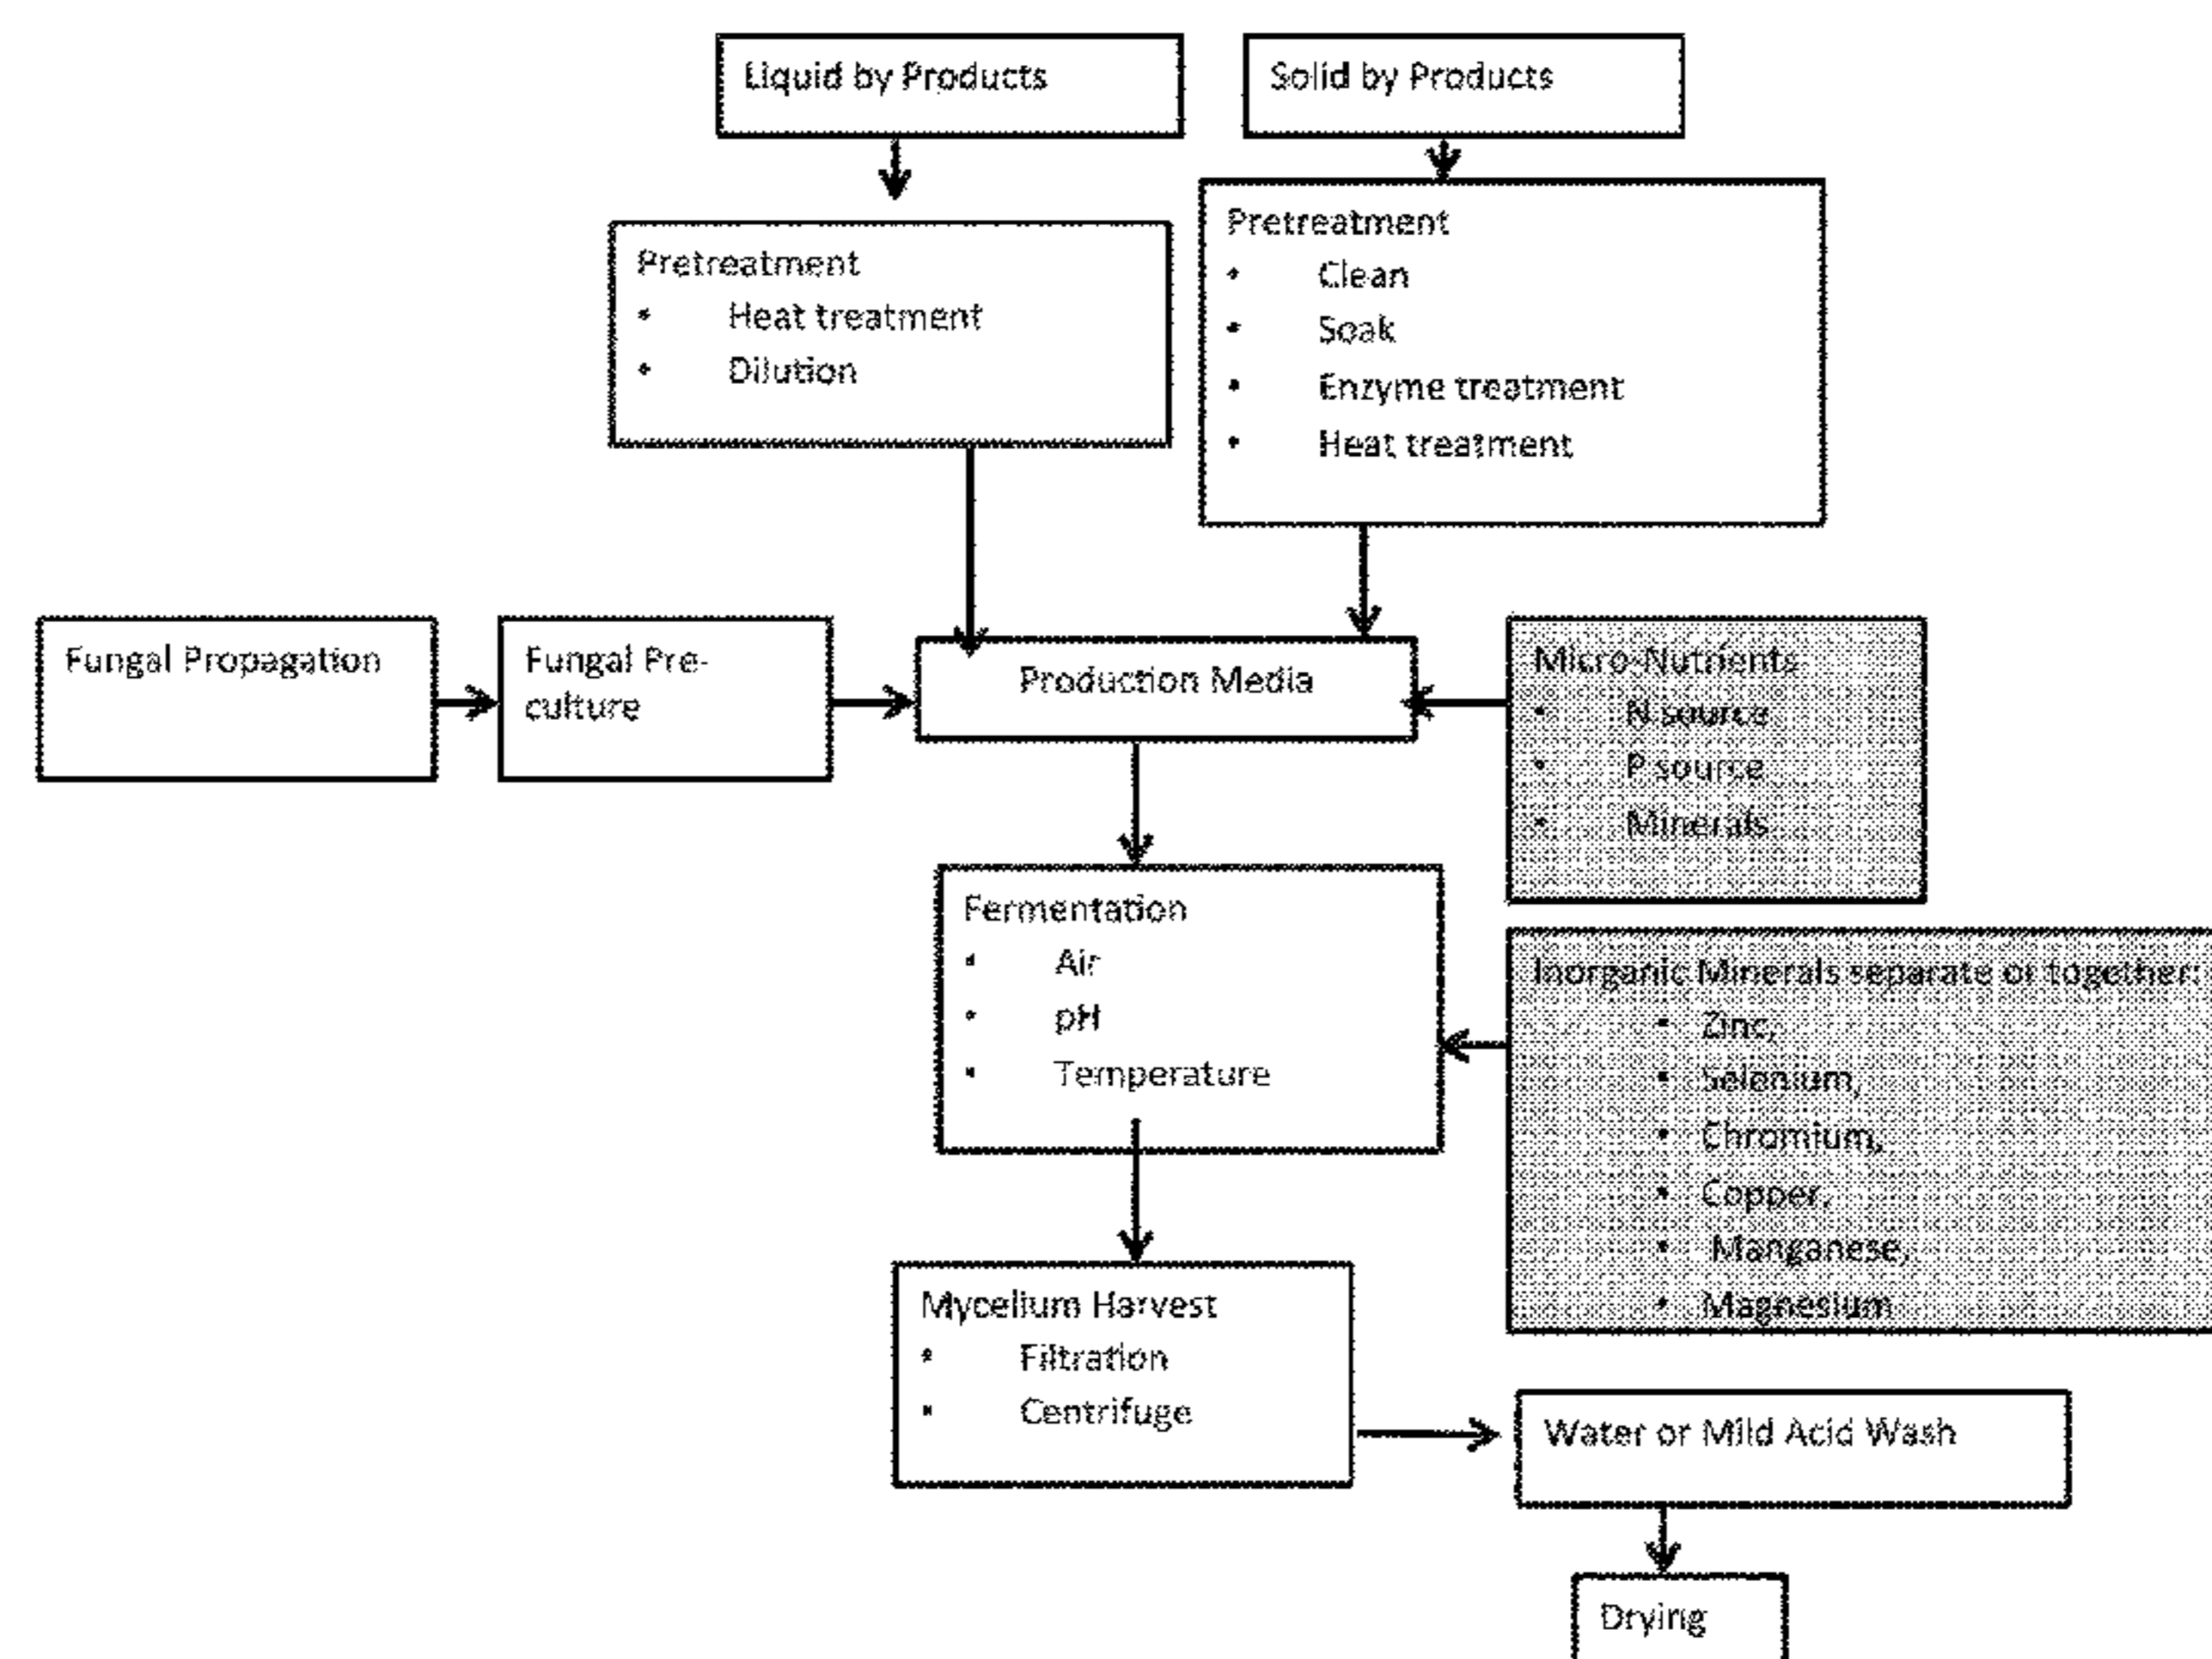 Liquid by Products
Solid by Products
Pretreatment
• Heat treatment
• Dilution
Pretreatment
• Clean
• Soak
• Enzyme treatment
• Heat treatment
Fungal Propagation
Fungal Pre-
culture
Production Media
Micro-Nutrients
• N source
• P source
• Minerals
Fermentation
• Air
• pH
• Temperature
Inorganic Minerals separate or together:
• Zinc,
• Selenium,
• Chromium,
• Copper,
• Manganese,
• Magnesium
Mycelium Harvest
• Filtration
• Centrifuge
Water or Mild Acid Wash
Drying